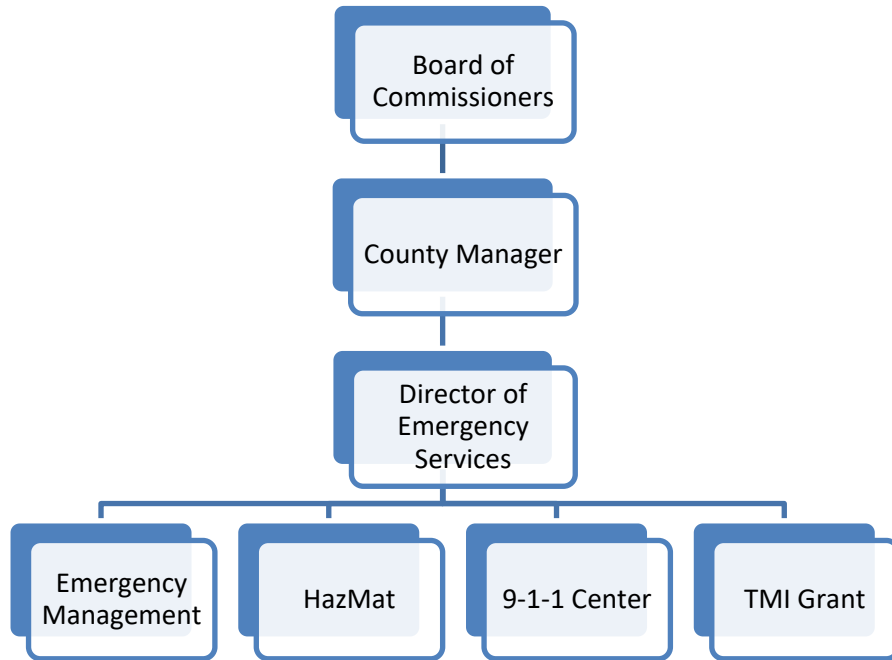 Board of
Commissioners
County Manager
Director of
Emergency
Services
Emergency
Management
HazMat
9-1-1 Center
TMI Grant